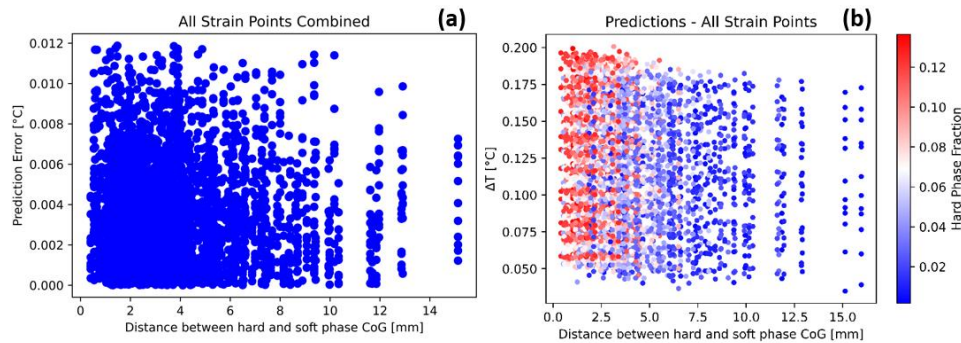 All Strain Points Combined
(a)
0.012
0.010
0.008
0.006
0.004
0.002
0.000
Prediction Error [°C]
0 2 4 6 8 10 12 14
Distance between hard and soft phase CoG [mm]
Predictions - All Strain Points
(b)
0.200
0.175
0.150
0.125
0.100
0.075
0.050
ΔT [°C]
0.0 2.5 5.0 7.5 10.0 12.5 15.0
Distance between hard and soft phase CoG [mm]
0.12
0.10
0.08
0.06
0.04
0.02
Hard Phase Fraction